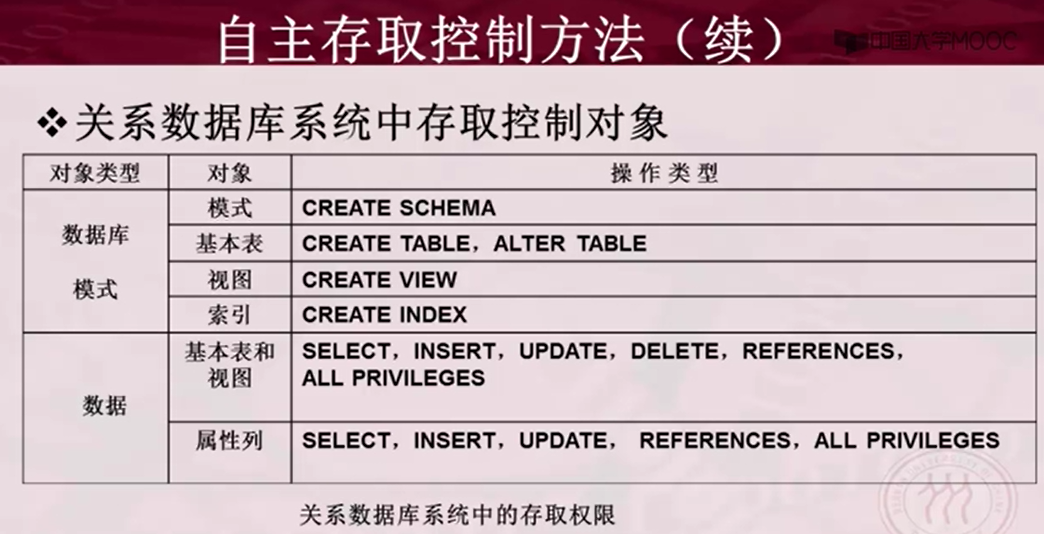 自主存取控制方法（续）
中国大学MOOC
❖关系数据库系统中存取控制对象
对象类型 对象 操作类型
数据库
模式
模式 CREATE SCHEMA
基本表 CREATE TABLE，ALTER TABLE
视图 CREATE VIEW
索引 CREATE INDEX
数据
基本表和
视图
SELECT，INSERT，UPDATE，DELETE，REFERENCES，
ALL PRIVILEGES
属性列 SELECT，INSERT，UPDATE， REFERENCES，ALL PRIVILEGES
关系数据库系统中的存取权限